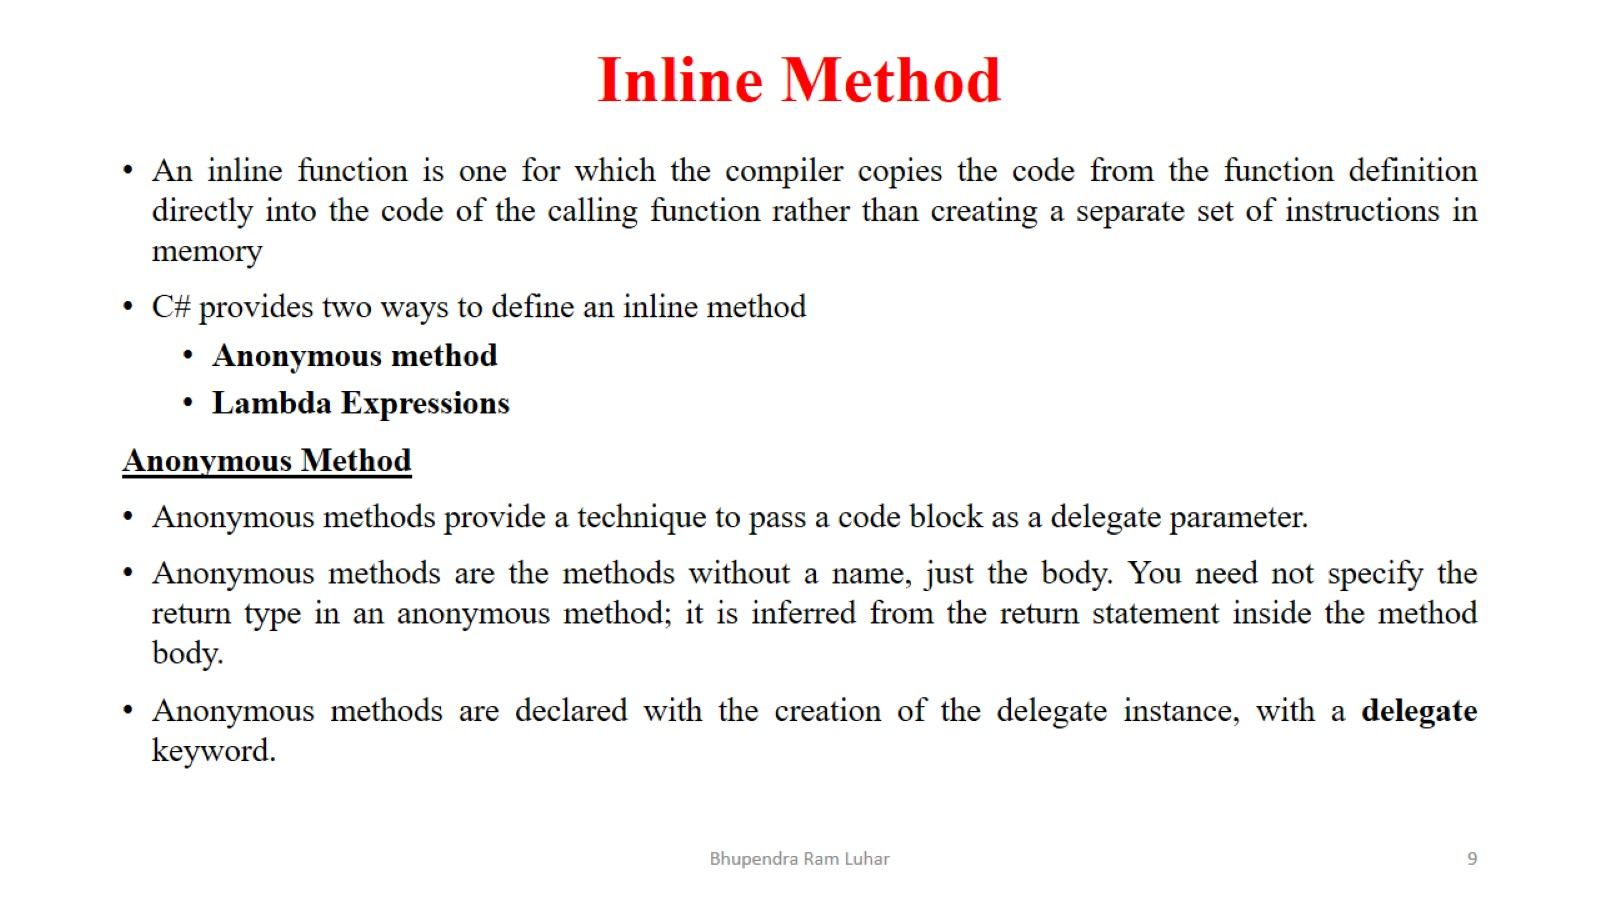 Inline Method
• An inline function is one for which the compiler copies the code from the function definition
directly into the code of the calling function rather than creating a separate set of instructions in
memory
• C# provides two ways to define an inline method
• Anonymous method
• Lambda Expressions
Anonymous Method
• Anonymous methods provide a technique to pass a code block as a delegate parameter.
• Anonymous methods are the methods without a name, just the body. You need not specify the
return type in an anonymous method; it is inferred from the return statement inside the method
body.
• Anonymous methods are declared with the creation of the delegate instance, with a delegate
keyword.
Bhupendra Ram Luhar
9